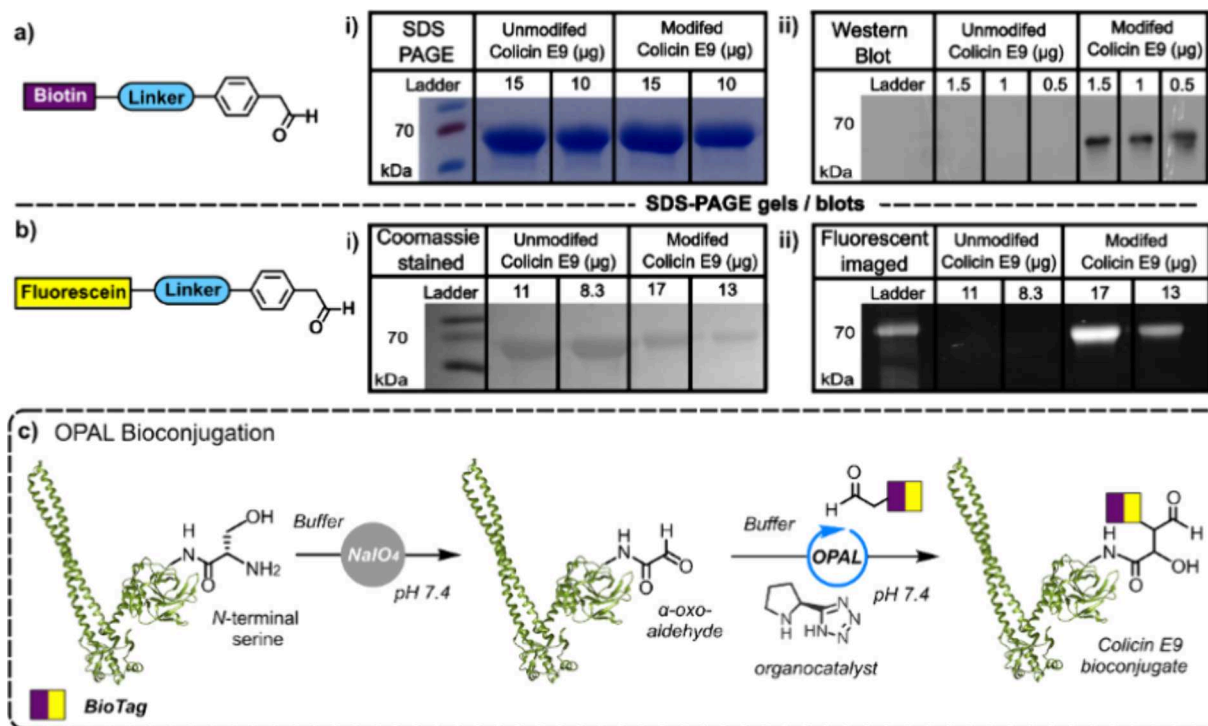 a)
Biotin
Linker
O
H
i)
SDS
PAGE
Unmodifed
Colicin E9 (µg)
Modifed
Colicin E9 (µg)
Ladder
15
10
15
10
70
kDa
ii)
Western
Blot
Unmodifed
Colicin E9 (µg)
Modifed
Colicin E9 (µg)
Ladder
1.5
1
0.5
1.5
1
0.5
70
kDa
SDS-PAGE gels / blots
b)
Fluorescein
Linker
O
H
i)
Coomassie
stained
Unmodifed
Colicin E9 (µg)
Modifed
Colicin E9 (µg)
Ladder
11
8.3
17
13
70
kDa
ii)
Fluorescent
imaged
Unmodifed
Colicin E9 (µg)
Modifed
Colicin E9 (µg)
Ladder
11
8.3
17
13
70
kDa
c) OPAL Bioconjugation
H
N
O
OH
NH2
N-terminal
serine
Buffer
NaIO4
pH 7.4
H
N
O
O
H
α-oxo-
aldehyde
O
H
Buffer
OPAL
pH 7.4
N
H
N
N
N
HN
organocatalyst
O
H
H
N
O
OH
Colicin E9
bioconjugate
BioTag